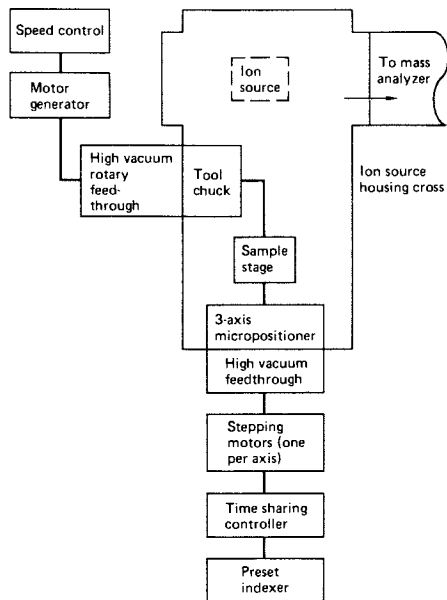 Speed control
Motor
generator
High vacuum
rotary
feed-
through
Tool
chuck
Ion
source
To mass
analyzer
Ion source
housing cross
Sample
stage
3-axis
micropositioner
High vacuum
feedthrough
Stepping
motors (one
per axis)
Time sharing
controller
Preset
indexer